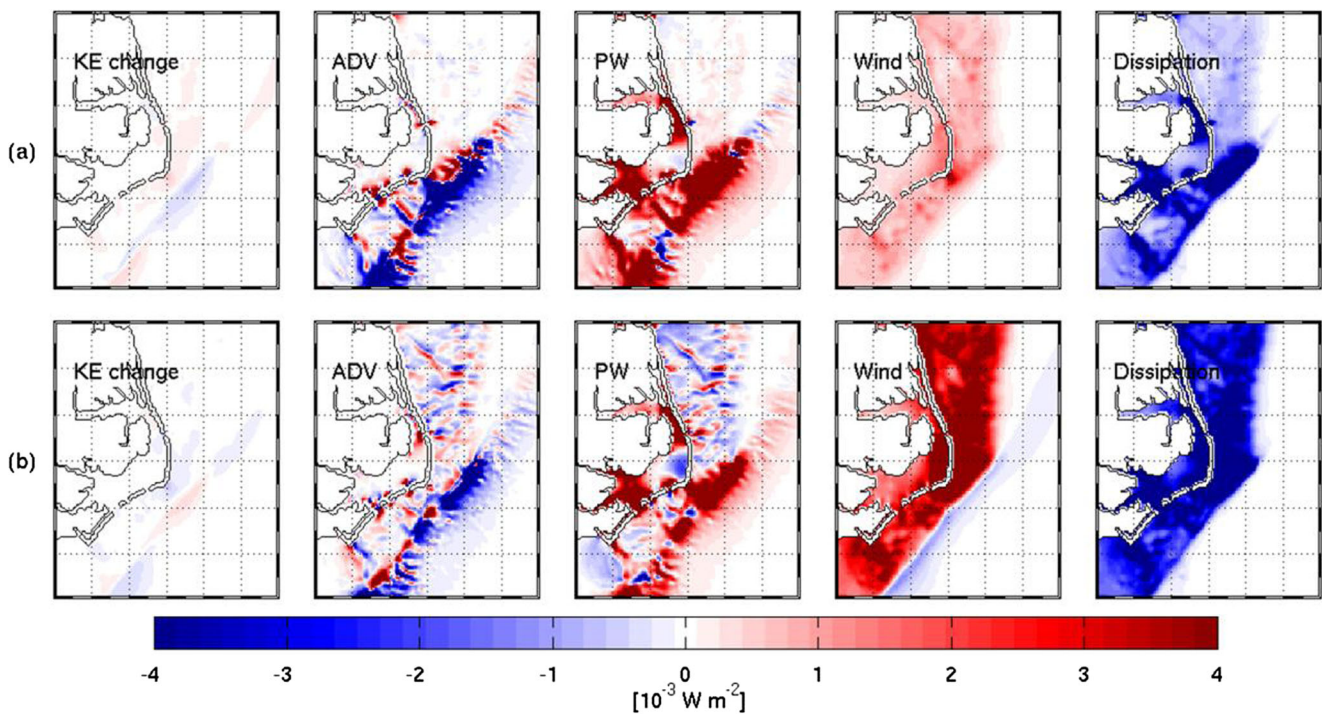 KE change ADV PW Wind Dissipation
(a)
KE change ADV PW Wind Dissipation
(b)
-4 -3 -2 -1 0 1 2 3 4
[10⁻³ W m⁻²]